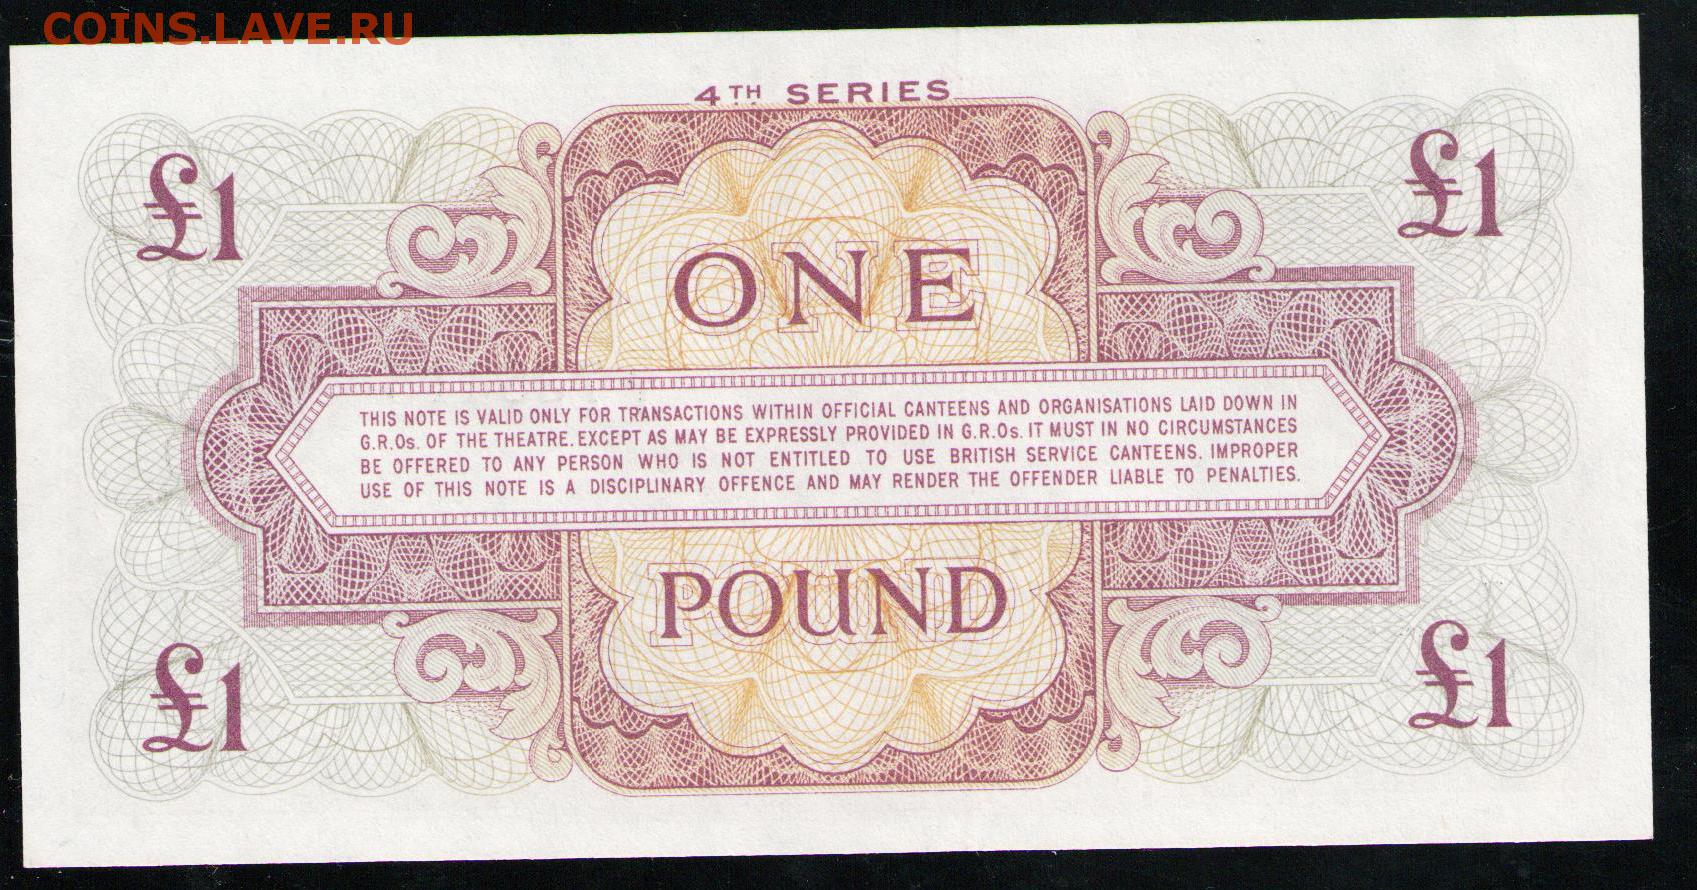 COINS.LAVE.RU
4TH SERIES
£1
£1
ONE
THIS NOTE IS VALID ONLY FOR TRANSACTIONS WITHIN OFFICIAL CANTEENS AND ORGANISATIONS LAID DOWN IN
G.R.Os. OF THE THEATRE. EXCEPT AS MAY BE EXPRESSLY PROVIDED IN G.R.Os. IT MUST IN NO CIRCUMSTANCES
BE OFFERED TO ANY PERSON WHO IS NOT ENTITLED TO USE BRITISH SERVICE CANTEENS. IMPROPER
USE OF THIS NOTE IS A DISCIPLINARY OFFENCE AND MAY RENDER THE OFFENDER LIABLE TO PENALTIES.
POUND
£1
£1